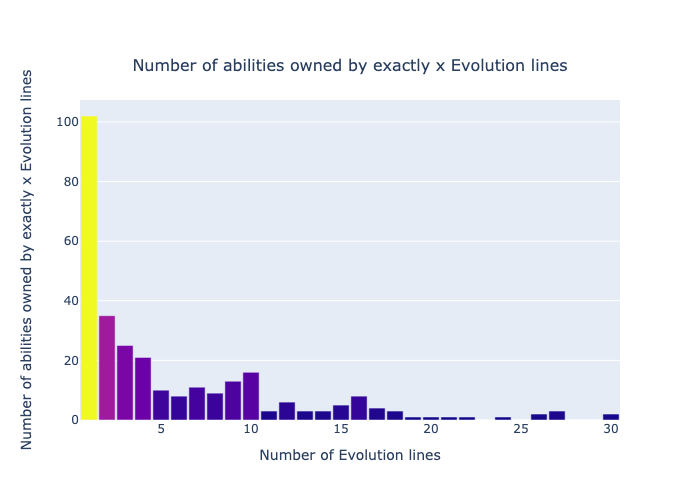 Number of abilities owned by exactly x Evolution lines
Number of abilities owned by exactly x Evolution lines
100
80
60
40
20
0
5 10 15 20 25 30
Number of Evolution lines